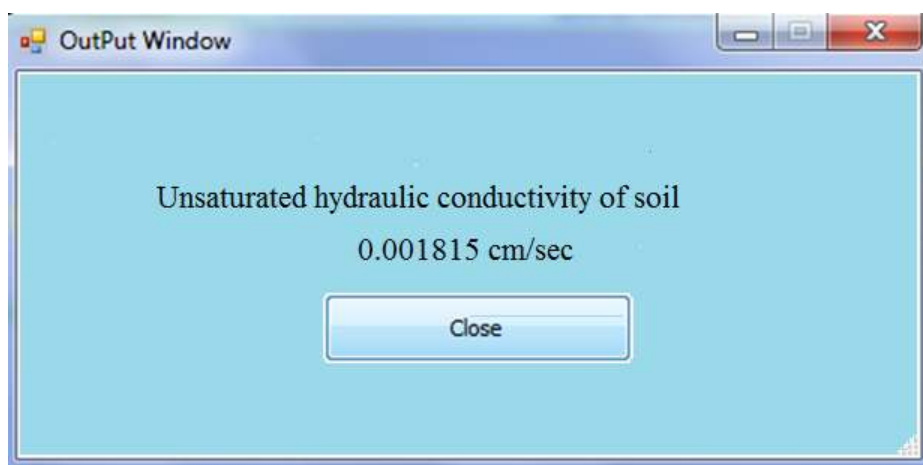 OutPut Window
Unsaturated hydraulic conductivity of soil
0.001815 cm/sec
Close